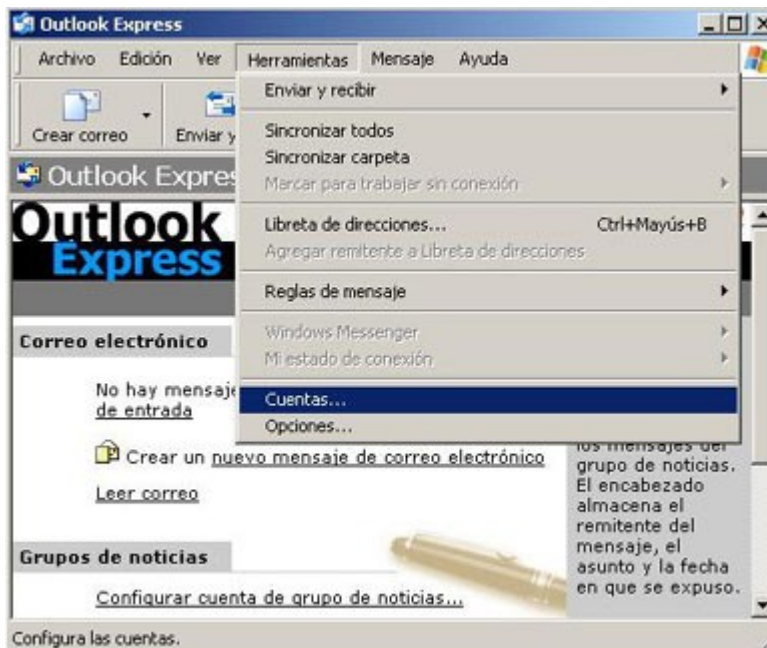 Outlook Express
Archivo Edición Ver Herramientas Mensaje Ayuda
Crear correo Enviar y
Enviar y recibir
Sincronizar todos
Sincronizar carpeta
Marcar para trabajar sin conexión
Libreta de direcciones... Ctrl+Mayús+B
Agregar remitente a Libreta de direcciones
Reglas de mensaje
Windows Messenger
Mi estado de conexión
Cuentas...
Opciones...
Outlook Expres
Outlook
Express
Correo electrónico
No hay mensaje
de entrada
Crear un nuevo mensaje de correo electrónico
Leer correo
Grupos de noticias
Configurar cuenta de grupo de noticias...
los mensajes del
grupo de noticias.
El encabezado
almacena el
remitente del
mensaje, el
asunto y la fecha
en que se expuso.
Configura las cuentas.